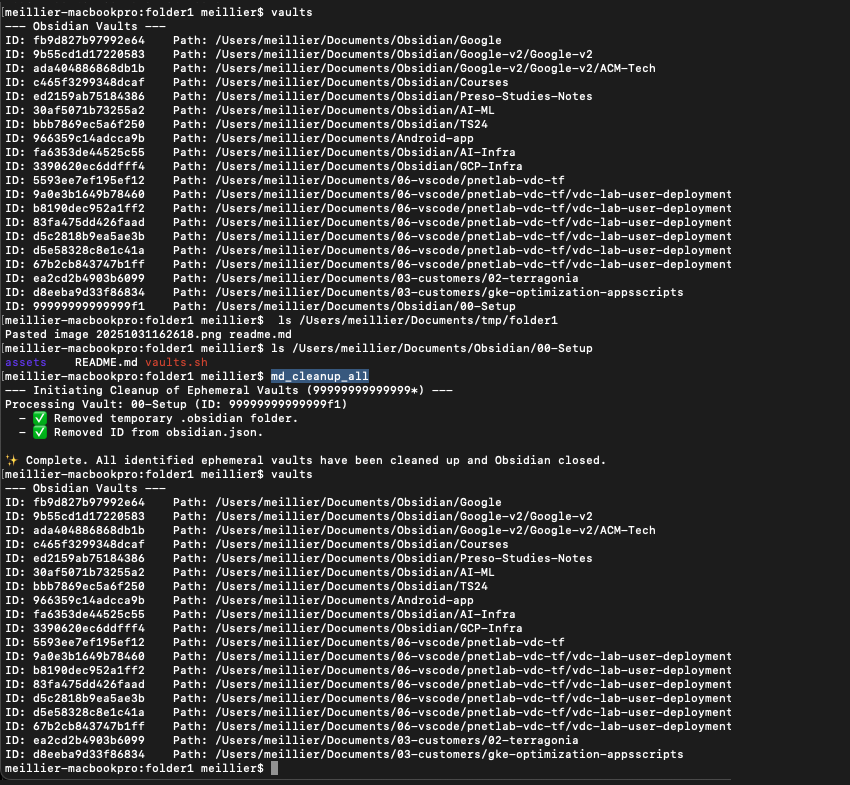 [meillier-macbookpro:folder1 meillier$ vaults
--- Obsidian Vaults ---
ID: fb9d827b97992e64    Path: /Users/meillier/Documents/Obsidian/Google
ID: 9b55cd1d17220583    Path: /Users/meillier/Documents/Obsidian/Google-v2/Google-v2
ID: ada404886868db1b    Path: /Users/meillier/Documents/Obsidian/Google-v2/Google-v2/ACM-Tech
ID: c465f3299348dcaf    Path: /Users/meillier/Documents/Obsidian/Courses
ID: ed2159ab75184386    Path: /Users/meillier/Documents/Obsidian/Preso-Studies-Notes
ID: 30af5071b73255a2    Path: /Users/meillier/Documents/Obsidian/AI-ML
ID: bbb7869ec5a6f250    Path: /Users/meillier/Documents/Obsidian/TS24
ID: 966359c14adcca9b    Path: /Users/meillier/Documents/Android-app
ID: fa6353de44525c55    Path: /Users/meillier/Documents/Obsidian/AI-Infra
ID: 3390620ec6ddfff4    Path: /Users/meillier/Documents/Obsidian/GCP-Infra
ID: 5593ee7ef195ef12    Path: /Users/meillier/Documents/06-vscode/pnetlab-vdc-tf
ID: 9a0e3b1649b78460    Path: /Users/meillier/Documents/06-vscode/pnetlab-vdc-tf/vdc-lab-user-deployment
ID: b8190dec952a1ff2    Path: /Users/meillier/Documents/06-vscode/pnetlab-vdc-tf/vdc-lab-user-deployment
ID: 83fa475dd426faad    Path: /Users/meillier/Documents/06-vscode/pnetlab-vdc-tf/vdc-lab-user-deployment
ID: d5c2818b9ea5ae3b    Path: /Users/meillier/Documents/06-vscode/pnetlab-vdc-tf/vdc-lab-user-deployment
ID: d5e58328c8e1c41a    Path: /Users/meillier/Documents/06-vscode/pnetlab-vdc-tf/vdc-lab-user-deployment
ID: 67b2cb843747b1ff    Path: /Users/meillier/Documents/06-vscode/pnetlab-vdc-tf/vdc-lab-user-deployment
ID: ea2cd2b4903b6099    Path: /Users/meillier/Documents/03-customers/02-terragonia
ID: d8eeba9d33f86834    Path: /Users/meillier/Documents/03-customers/gke-optimization-appsscripts
ID: 99999999999999f1    Path: /Users/meillier/Documents/Obsidian/00-Setup
[meillier-macbookpro:folder1 meillier$  ls /Users/meillier/Documents/tmp/folder1
Pasted image 20251031162618.png readme.md
[meillier-macbookpro:folder1 meillier$ ls /Users/meillier/Documents/Obsidian/00-Setup
assets    README.md vaults.sh
[meillier-macbookpro:folder1 meillier$ md_cleanup_all
--- Initiating Cleanup of Ephemeral Vaults (99999999999999*) ---
Processing Vault: 00-Setup (ID: 99999999999999f1)
  - ✅ Removed temporary .obsidian folder.
  - ✅ Removed ID from obsidian.json.
✨ Complete. All identified ephemeral vaults have been cleaned up and Obsidian closed.
[meillier-macbookpro:folder1 meillier$ vaults
--- Obsidian Vaults ---
ID: fb9d827b97992e64    Path: /Users/meillier/Documents/Obsidian/Google
ID: 9b55cd1d17220583    Path: /Users/meillier/Documents/Obsidian/Google-v2/Google-v2
ID: ada404886868db1b    Path: /Users/meillier/Documents/Obsidian/Google-v2/Google-v2/ACM-Tech
ID: c465f3299348dcaf    Path: /Users/meillier/Documents/Obsidian/Courses
ID: ed2159ab75184386    Path: /Users/meillier/Documents/Obsidian/Preso-Studies-Notes
ID: 30af5071b73255a2    Path: /Users/meillier/Documents/Obsidian/AI-ML
ID: bbb7869ec5a6f250    Path: /Users/meillier/Documents/Obsidian/TS24
ID: 966359c14adcca9b    Path: /Users/meillier/Documents/Android-app
ID: fa6353de44525c55    Path: /Users/meillier/Documents/Obsidian/AI-Infra
ID: 3390620ec6ddfff4    Path: /Users/meillier/Documents/Obsidian/GCP-Infra
ID: 5593ee7ef195ef12    Path: /Users/meillier/Documents/06-vscode/pnetlab-vdc-tf
ID: 9a0e3b1649b78460    Path: /Users/meillier/Documents/06-vscode/pnetlab-vdc-tf/vdc-lab-user-deployment
ID: b8190dec952a1ff2    Path: /Users/meillier/Documents/06-vscode/pnetlab-vdc-tf/vdc-lab-user-deployment
ID: 83fa475dd426faad    Path: /Users/meillier/Documents/06-vscode/pnetlab-vdc-tf/vdc-lab-user-deployment
ID: d5c2818b9ea5ae3b    Path: /Users/meillier/Documents/06-vscode/pnetlab-vdc-tf/vdc-lab-user-deployment
ID: d5e58328c8e1c41a    Path: /Users/meillier/Documents/06-vscode/pnetlab-vdc-tf/vdc-lab-user-deployment
ID: 67b2cb843747b1ff    Path: /Users/meillier/Documents/06-vscode/pnetlab-vdc-tf/vdc-lab-user-deployment
ID: ea2cd2b4903b6099    Path: /Users/meillier/Documents/03-customers/02-terragonia
ID: d8eeba9d33f86834    Path: /Users/meillier/Documents/03-customers/gke-optimization-appsscripts
meillier-macbookpro:folder1 meillier$